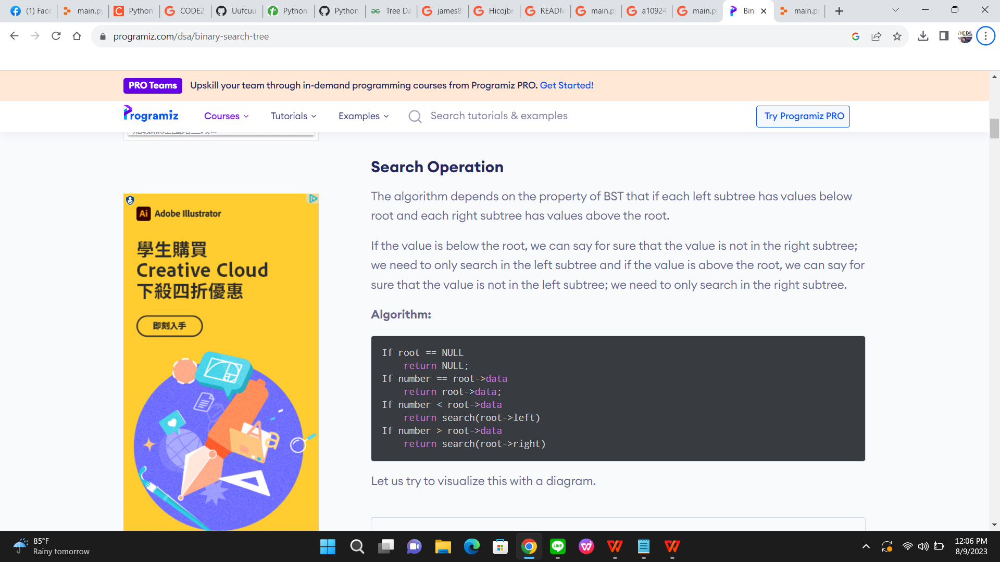 (1) Face
main.py
Python
CODE2
Uufcuu
Python
Python.
Tree Da
james8
Hicojbr
READM
main.py
a10924
main.py
Bin
main.py
programiz.com/dsa/binary-search-tree
PRO Teams Upskill your team through in-demand programming courses from Programiz PRO. Get Started!
Programiz Courses Tutorials Examples Search tutorials & examples Try Programiz PRO
Search Operation
The algorithm depends on the property of BST that if each left subtree has values below
root and each right subtree has values above the root.
If the value is below the root, we can say for sure that the value is not in the right subtree;
we need to only search in the left subtree and if the value is above the root, we can say for
sure that the value is not in the left subtree; we need to only search in the right subtree.
Algorithm:
If root == NULL
return NULL;
If number == root->data
return root->data;
If number < root->data
return search(root->left)
If number > root->data
return search(root->right)
Let us try to visualize this with a diagram.
Ai Adobe Illustrator
學生購買
Creative Cloud
下殺四折優惠
即刻入手
Aa
85°F
Rainy tomorrow
LINE
12:06 PM
8/9/2023